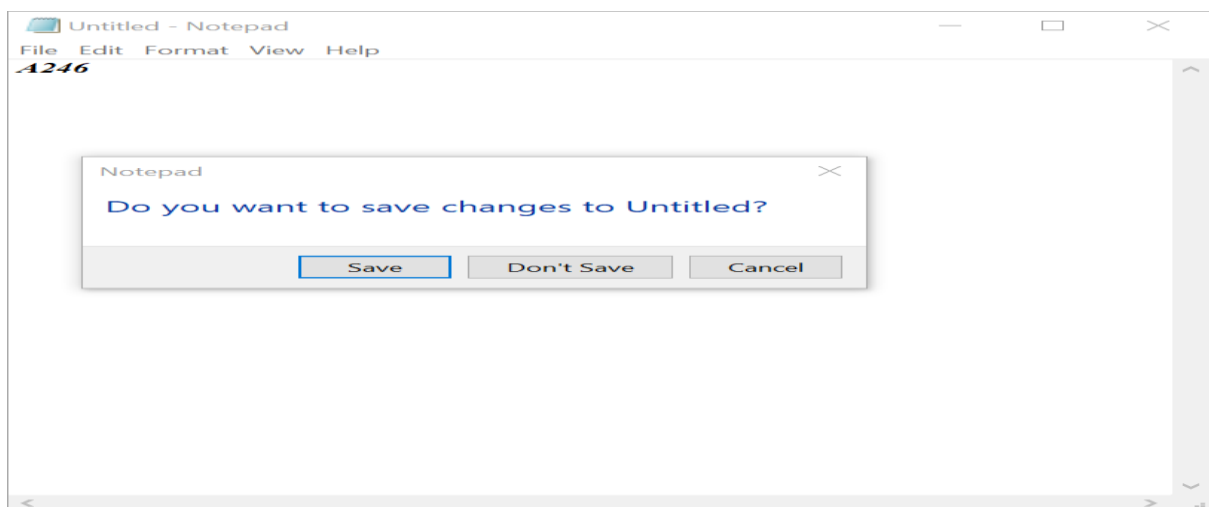 Untitled - Notepad
File Edit Format View Help
A246
Notepad
Do you want to save changes to Untitled?
Save Don't Save Cancel